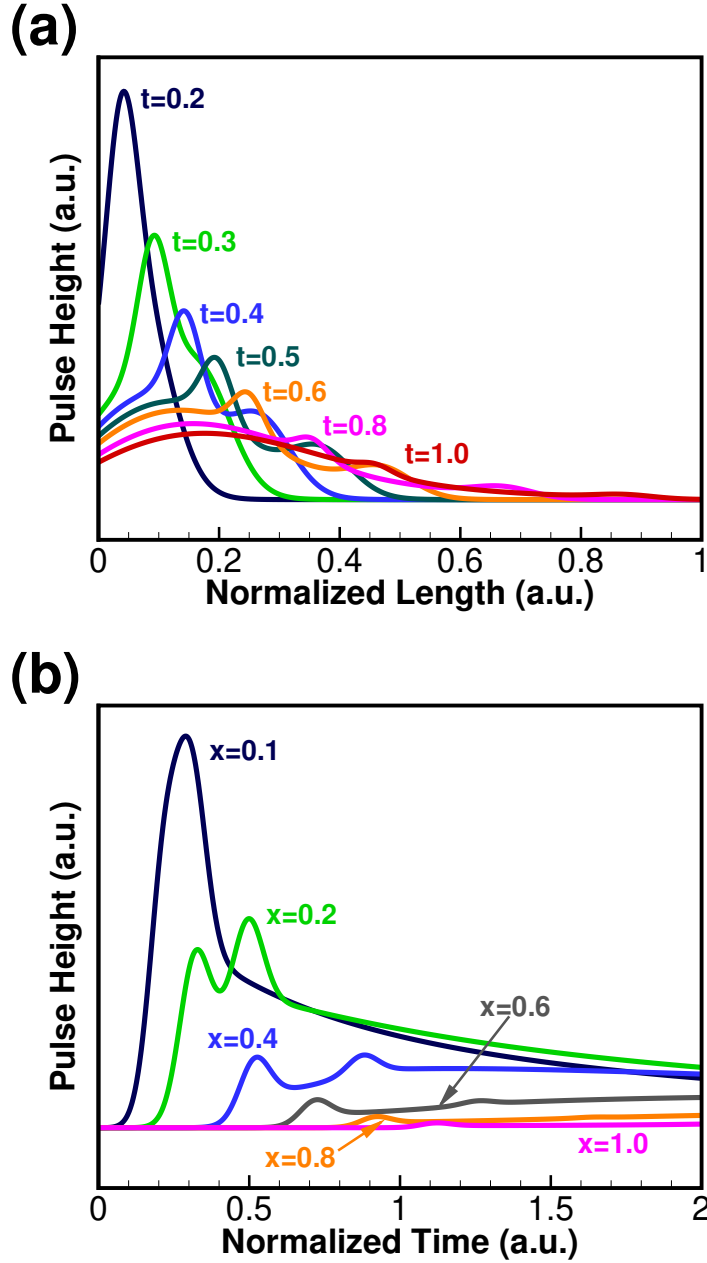 (a)
t=0.2
t=0.3
t=0.4
t=0.5
t=0.6
t=0.8
t=1.0
Pulse Height (a.u.)
0 0.2 0.4 0.6 0.8 1
Normalized Length (a.u.)
(b)
x=0.1
x=0.2
x=0.6
x=0.4
x=0.8
x=1.0
Pulse Height (a.u.)
0 0.5 1 1.5 2
Normalized Time (a.u.)